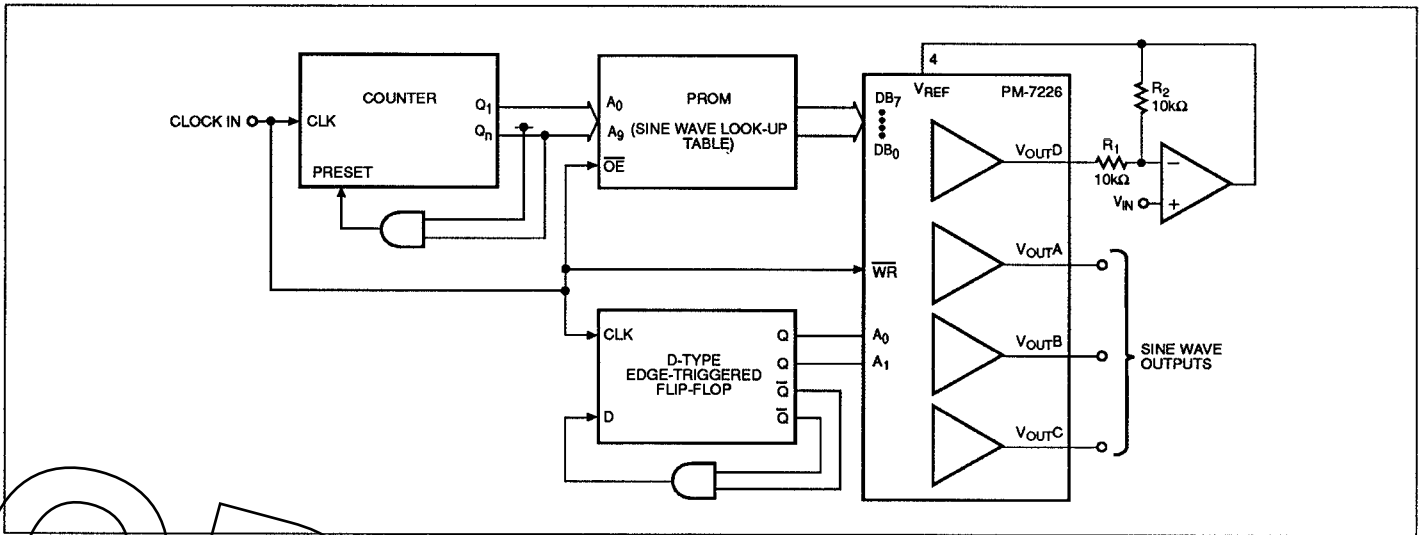 CLOCK IN
COUNTER
CLK
Q1
Qn
PRESET
PROM
(SINE WAVE LOOK-UP
TABLE)
A0
A9
OE
4
VREF
PM-7226
DB7
DB0
VOUTD
R1
10kΩ
R2
10kΩ
VIN
−
+
WR
VOUTA
VOUTB
VOUTC
SINE WAVE
OUTPUTS
CLK
D-TYPE
EDGE-TRIGGERED
FLIP-FLOP
D
Q
Q
Q̅
Q̅
A0
A1